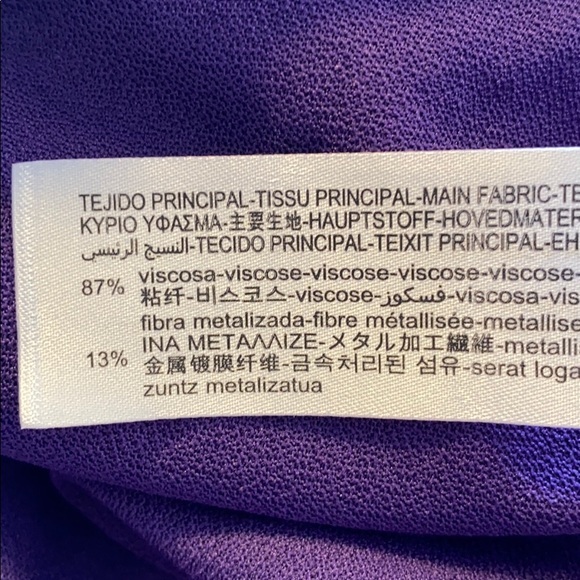 TEJIDO PRINCIPAL-TISSU PRINCIPAL-MAIN FABRIC-TE
ΚΥΡΙΟ ΥΦΑΣΜΑ-主要生地-HAUPTSTOFF-HOVEDMATER
النسيج الرئيسي-TECIDO PRINCIPAL-TEIXIT PRINCIPAL-EH
87% viscosa-viscose-viscose-viscose-viscose-
粘纤-비스코스-viscose-فسكوز-viscosa-vis
fibra metalizada-fibre métallisée-metallise
13% ΙΝΑ ΜΕΤΑΛΛΙΖΕ-メタル加工繊維-metalli
金属镀膜纤维-금속처리된 섬유-serat loga
zuntz metalizatua